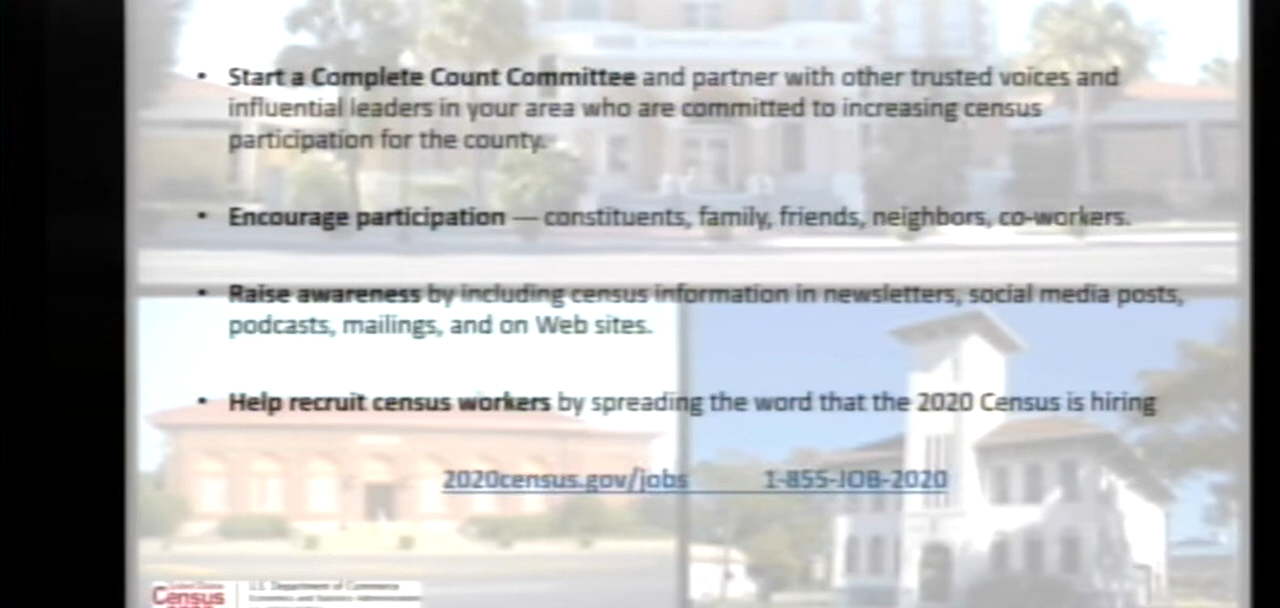 • Start a Complete Count Committee and partner with other trusted voices and
influential leaders in your area who are committed to increasing census
participation for the county.
• Encourage participation — constituents, family, friends, neighbors, co-workers.
• Raise awareness by including census information in newsletters, social media posts,
podcasts, mailings, and on Web sites.
• Help recruit census workers by spreading the word that the 2020 Census is hiring
2020census.gov/jobs 1-855-JOB-2020
Census
U.S. Department of Commerce